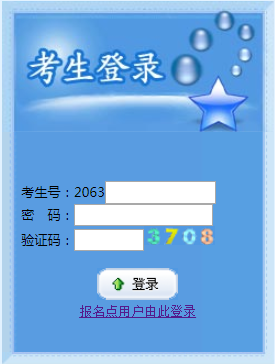 考生登录
考生号：2063
密　码：
验证码： 3708
登录
报名点用户由此登录